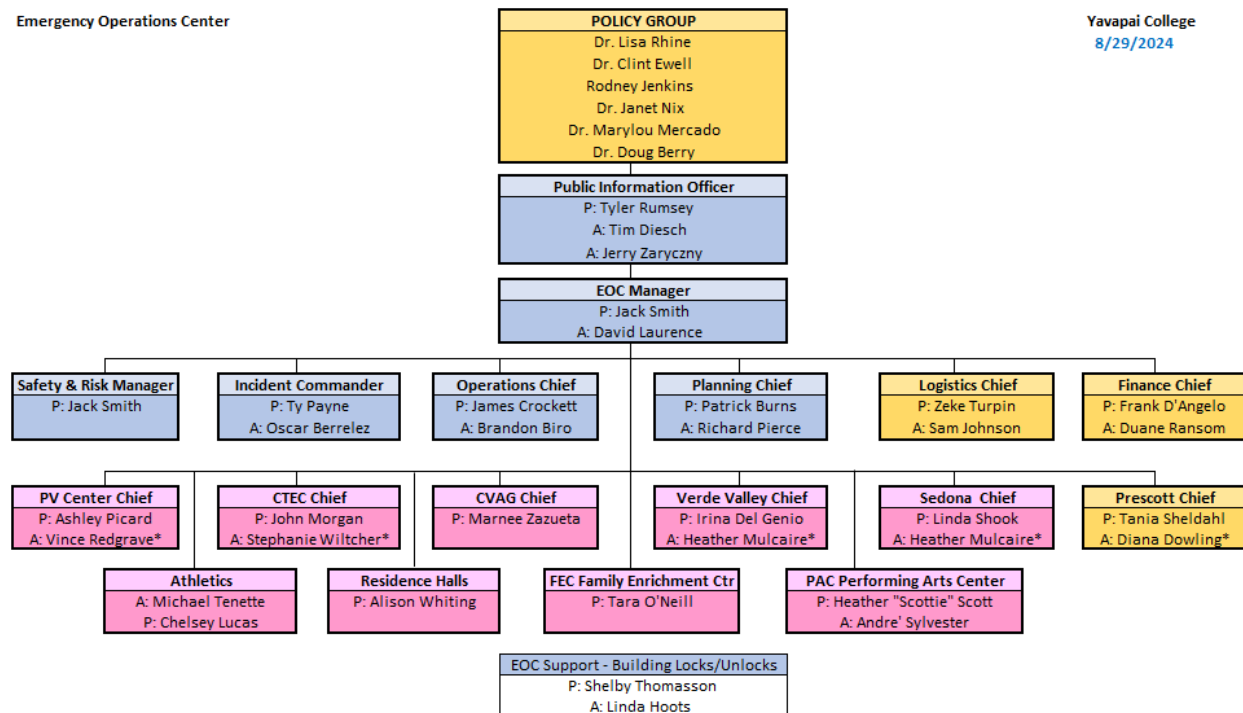 Emergency Operations Center
Yavapai College
8/29/2024
POLICY GROUP
Dr. Lisa Rhine
Dr. Clint Ewell
Rodney Jenkins
Dr. Janet Nix
Dr. Marylou Mercado
Dr. Doug Berry
Public Information Officer
P: Tyler Rumsey
A: Tim Diesch
A: Jerry Zaryczny
EOC Manager
P: Jack Smith
A: David Laurence
Safety & Risk Manager
P: Jack Smith
Incident Commander
P: Ty Payne
A: Oscar Berrelez
Operations Chief
P: James Crockett
A: Brandon Biro
Planning Chief
P: Patrick Burns
A: Richard Pierce
Logistics Chief
P: Zeke Turpin
A: Sam Johnson
Finance Chief
P: Frank D'Angelo
A: Duane Ransom
PV Center Chief
P: Ashley Picard
A: Vince Redgrave*
CTEC Chief
P: John Morgan
A: Stephanie Wiltcher*
CVAG Chief
P: Marnee Zazueta
Verde Valley Chief
P: Irina Del Genio
A: Heather Mulcaire*
Sedona Chief
P: Linda Shook
A: Heather Mulcaire*
Prescott Chief
P: Tania Sheldahl
A: Diana Dowling*
Athletics
A: Michael Tenette
P: Chelsey Lucas
Residence Halls
P: Alison Whiting
FEC Family Enrichment Ctr
P: Tara O'Neill
PAC Performing Arts Center
P: Heather "Scottie" Scott
A: Andre' Sylvester
EOC Support - Building Locks/Unlocks
P: Shelby Thomasson
A: Linda Hoots